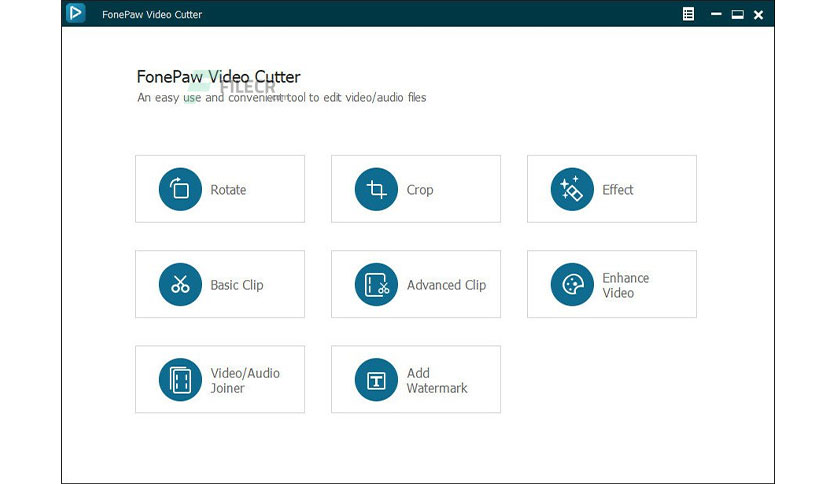 FonePaw Video Cutter
FonePaw Video Cutter
FILECR
.com
An easy use and convenient tool to edit video/audio files
Rotate
Crop
Effect
Basic Clip
Advanced Clip
Enhance
Video
Video/Audio
Joiner
Add
Watermark